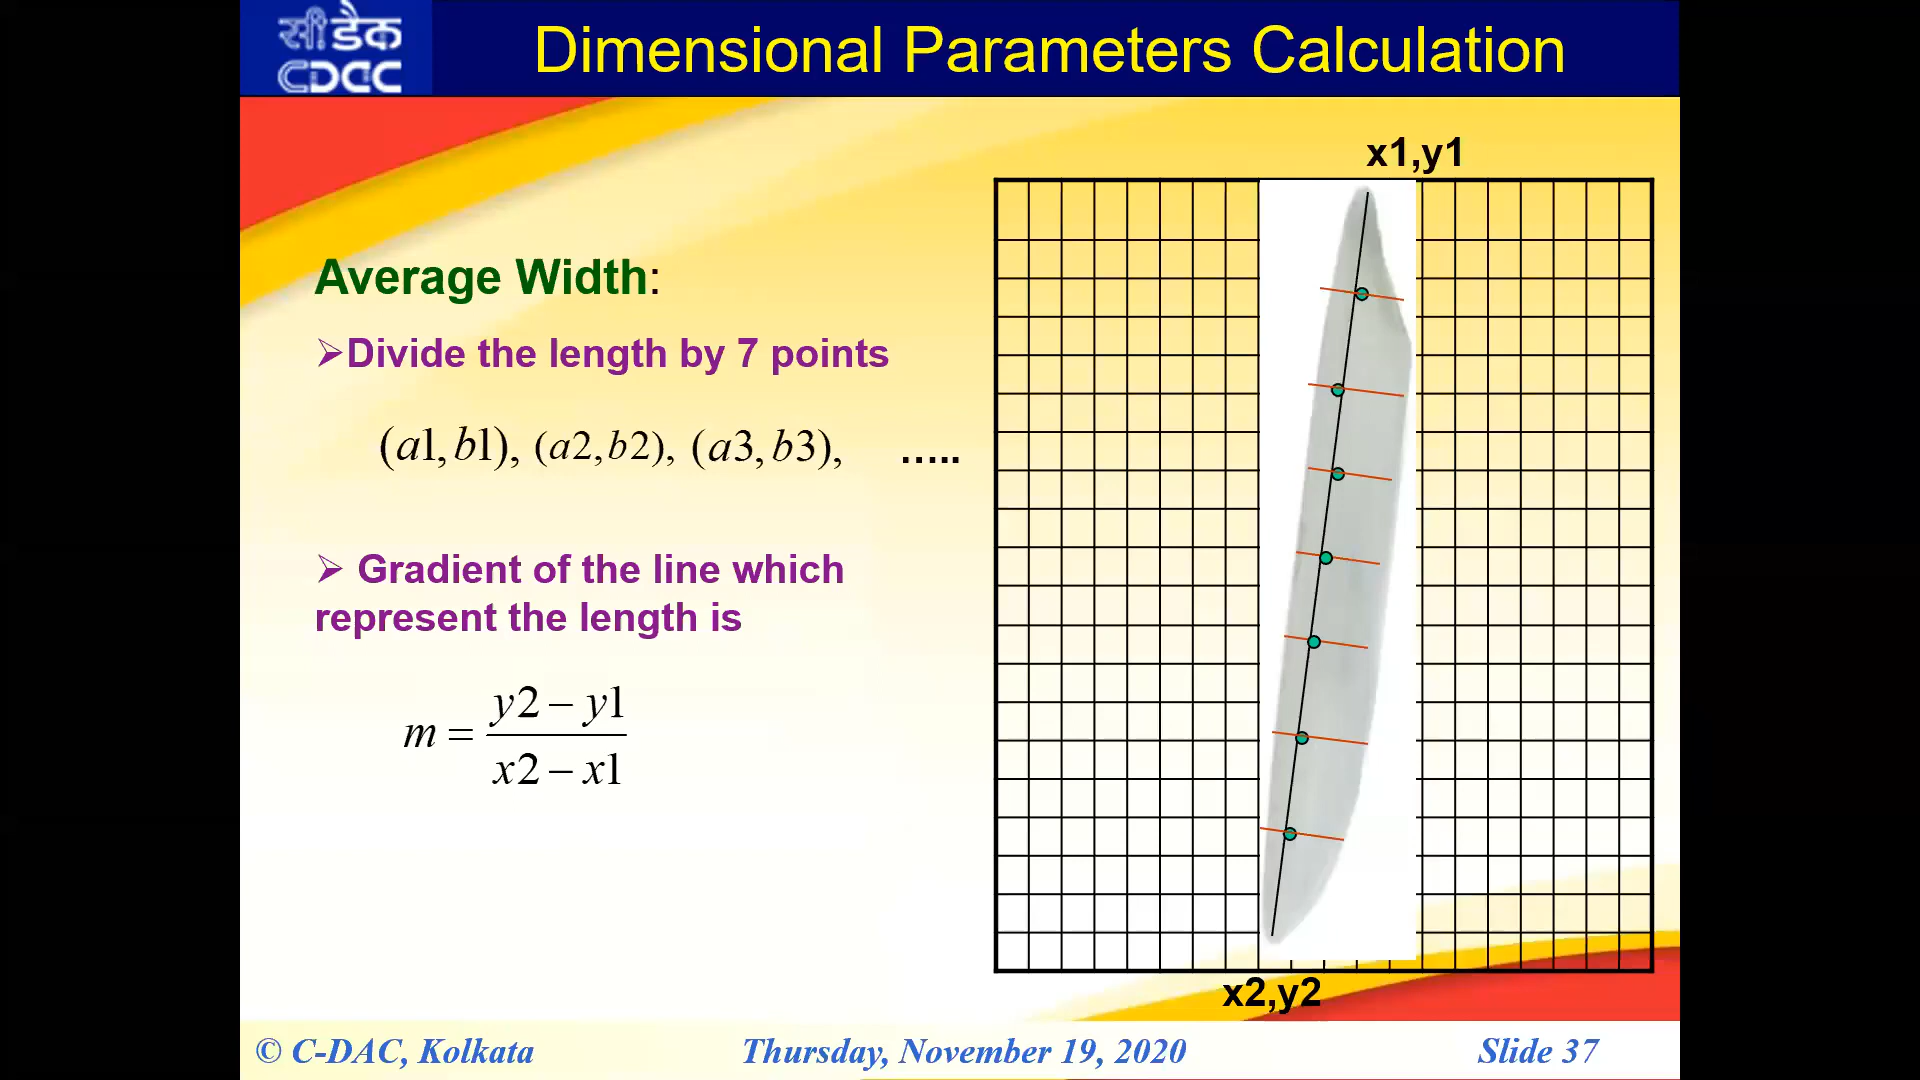 सीडैक
CDAC
Dimensional Parameters Calculation
x1,y1
Average Width:
➢Divide the length by 7 points
(a1,b1), (a2,b2), (a3,b3), .....
➢ Gradient of the line which
represent the length is
m = \frac{y2 − y1}{x2 − x1}
x2,y2
© C-DAC, Kolkata
Thursday, November 19, 2020
Slide 37